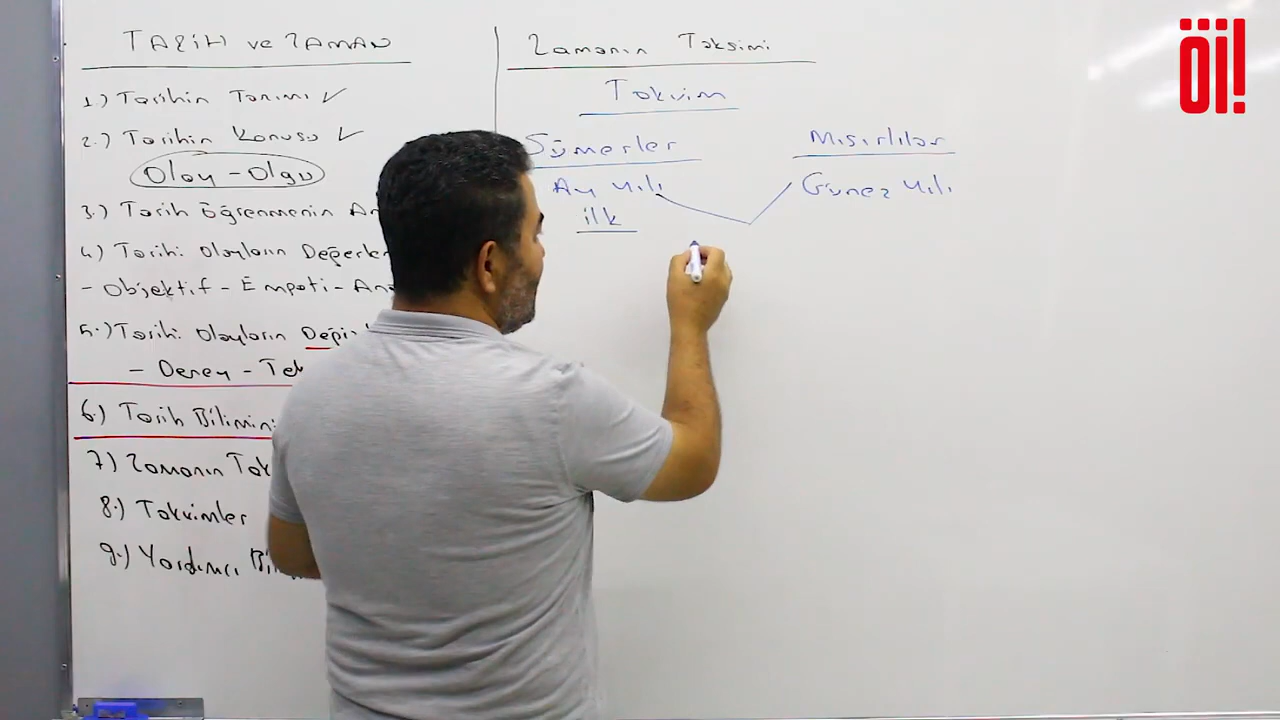 TARİH ve ZAMAN
1.) Tarihin Tanımı ✓
2.) Tarihin Konusu ✓
Olay - Olgu
3.) Tarih Öğrenmenin
4.) Tarihi Olayların
- Objektif - Empati -
5.) Tarihi Olayların
- Deney -
6.) Tarih
7.) Zamanın
8.) Takvimler
9.) Yardımcı
Zamanın Taksimi
Takvim
Sümerler Mısırlılar
Ay Yılı Güneş Yılı
ilk
öi!